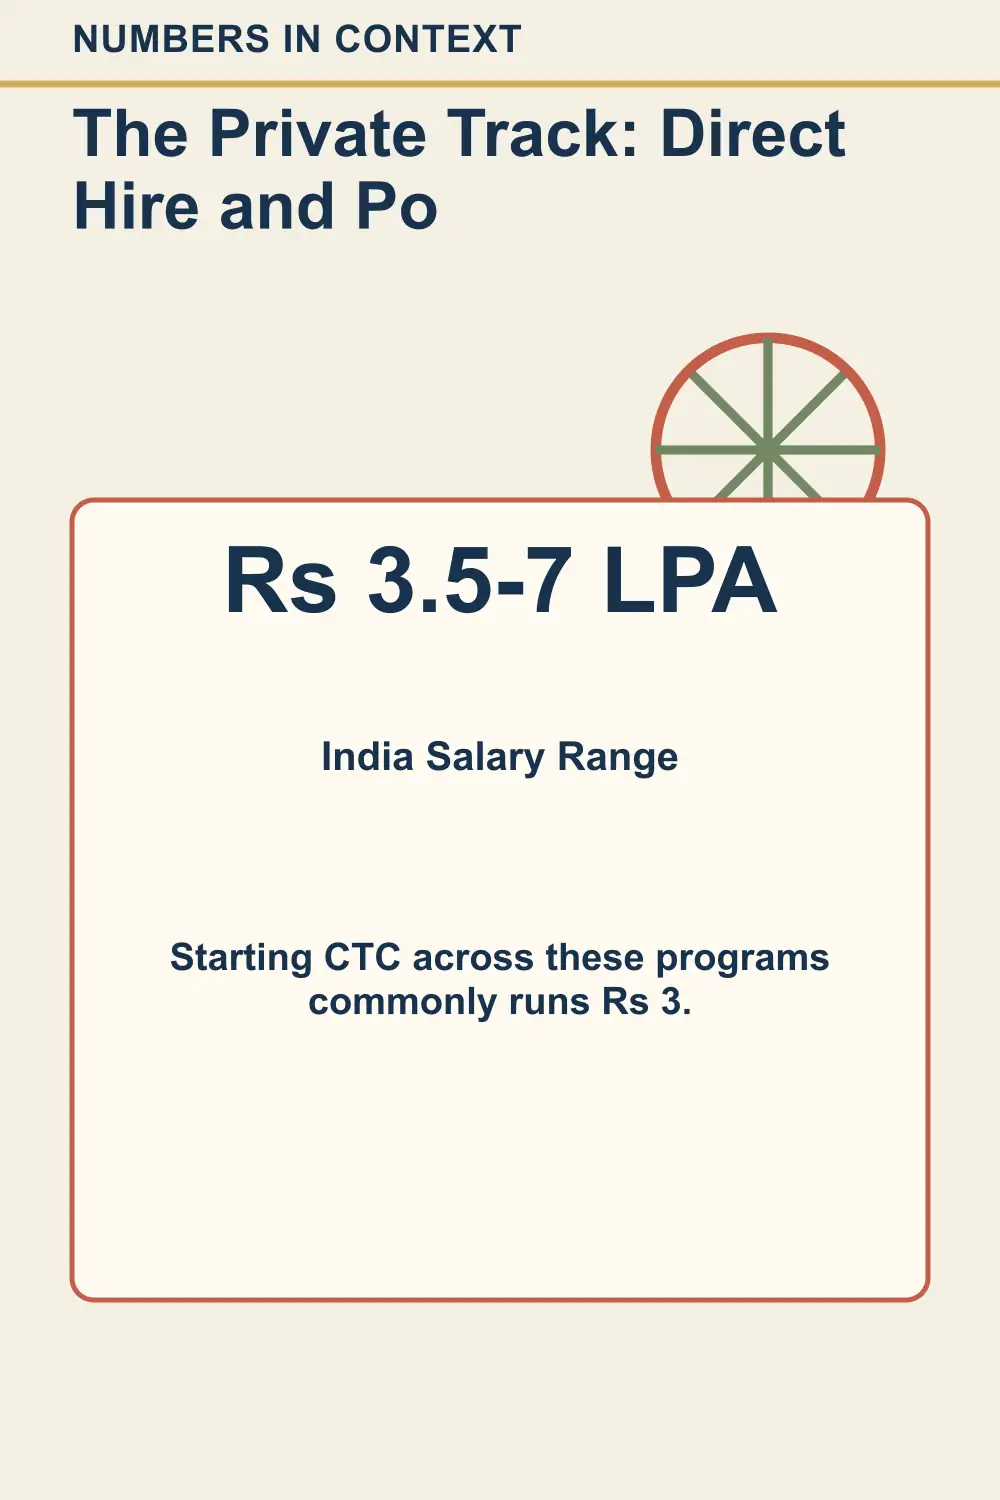 NUMBERS IN CONTEXT
The Private Track: Direct
Hire and Po
Rs 3.5-7 LPA
India Salary Range
Starting CTC across these programs
commonly runs Rs 3.